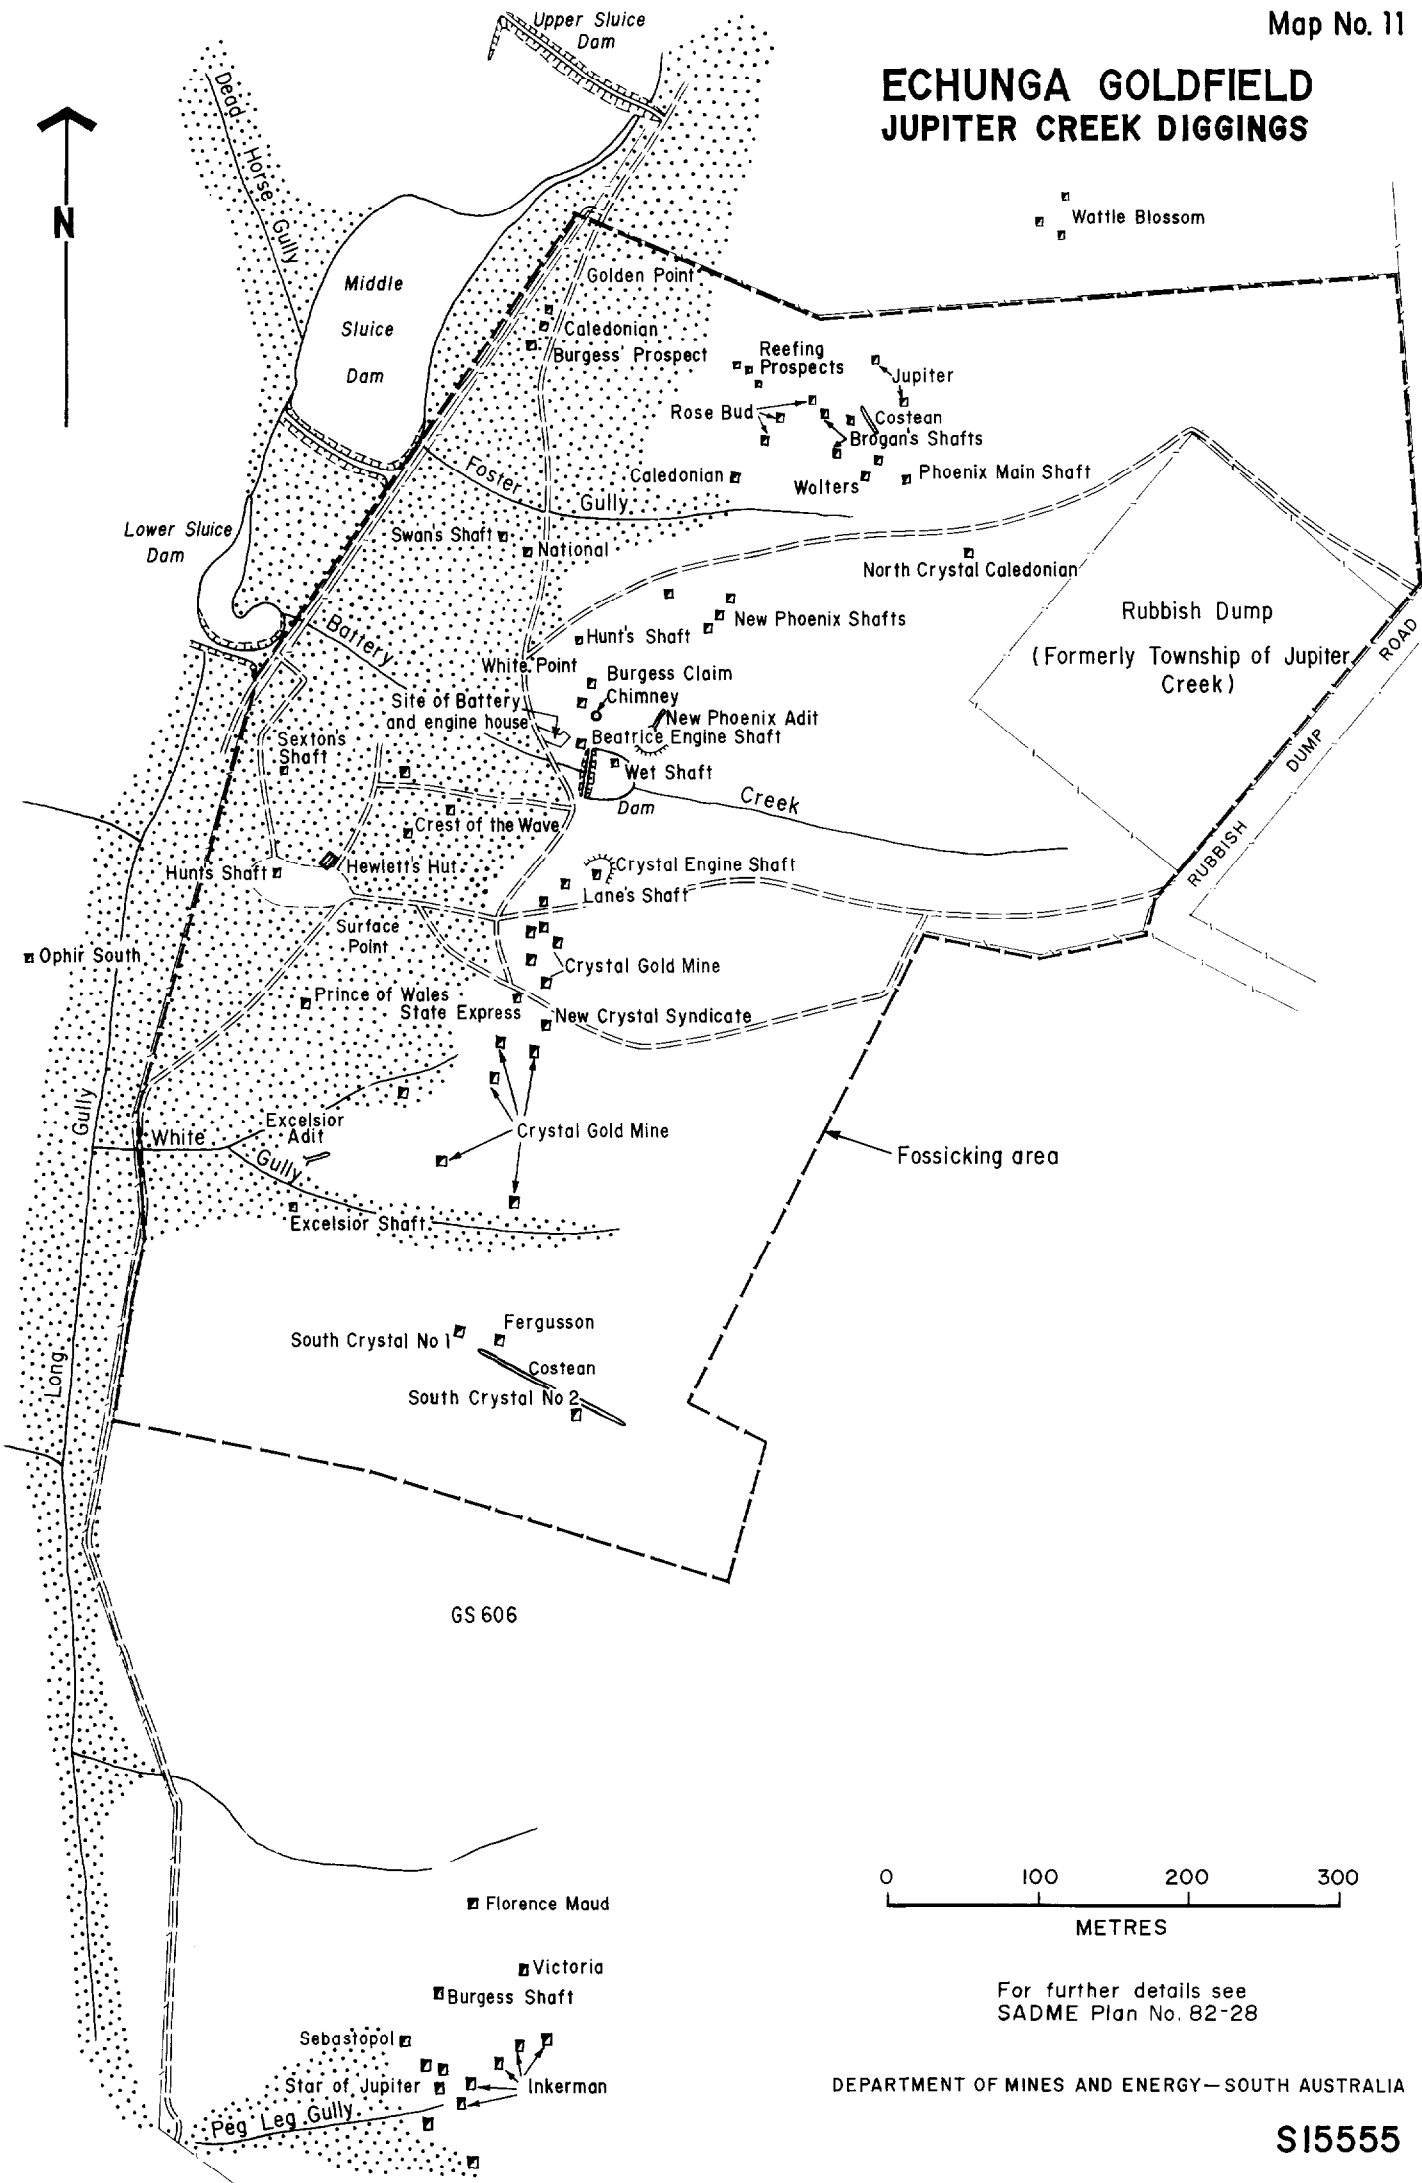 Map No. 11
ECHUNGA GOLDFIELD
JUPITER CREEK DIGGINGS
Upper Sluice
Dam
Dead Horse Gully
N
Wattle Blossom
Middle
Sluice
Dam
Golden Point
Caledonian
Burgess' Prospect
Reefing
Prospects
Jupiter
Rose Bud
Costean
Brogan's Shafts
Foster Gully
Caledonian
Wolters
Phoenix Main Shaft
Lower Sluice
Dam
Swan's Shaft
National
North Crystal Caledonian
New Phoenix Shafts
Rubbish Dump
(Formerly Township of Jupiter
Creek)
RUBBISH DUMP ROAD
Battery Creek
Hunt's Shaft
White Point
Burgess Claim
Chimney
Site of Battery
and engine house
New Phoenix Adit
Beatrice Engine Shaft
Sexton's
Shaft
Wet Shaft
Dam
Crest of the Wave
Hunt's Shaft
Hewlett's Hut
Crystal Engine Shaft
Lane's Shaft
Surface
Point
Ophir South
Crystal Gold Mine
Prince of Wales
State Express
New Crystal Syndicate
Long Gully
White Gully
Excelsior
Adit
Crystal Gold Mine
Fossicking area
Excelsior Shaft
Fergusson
South Crystal No 1
Costean
South Crystal No 2
GS 606
0 100 200 300
METRES
Florence Maud
Victoria
Burgess Shaft
For further details see
SADME Plan No. 82-28
Sebastopol
Star of Jupiter
Inkerman
Peg Leg Gully
DEPARTMENT OF MINES AND ENERGY—SOUTH AUSTRALIA
S15555